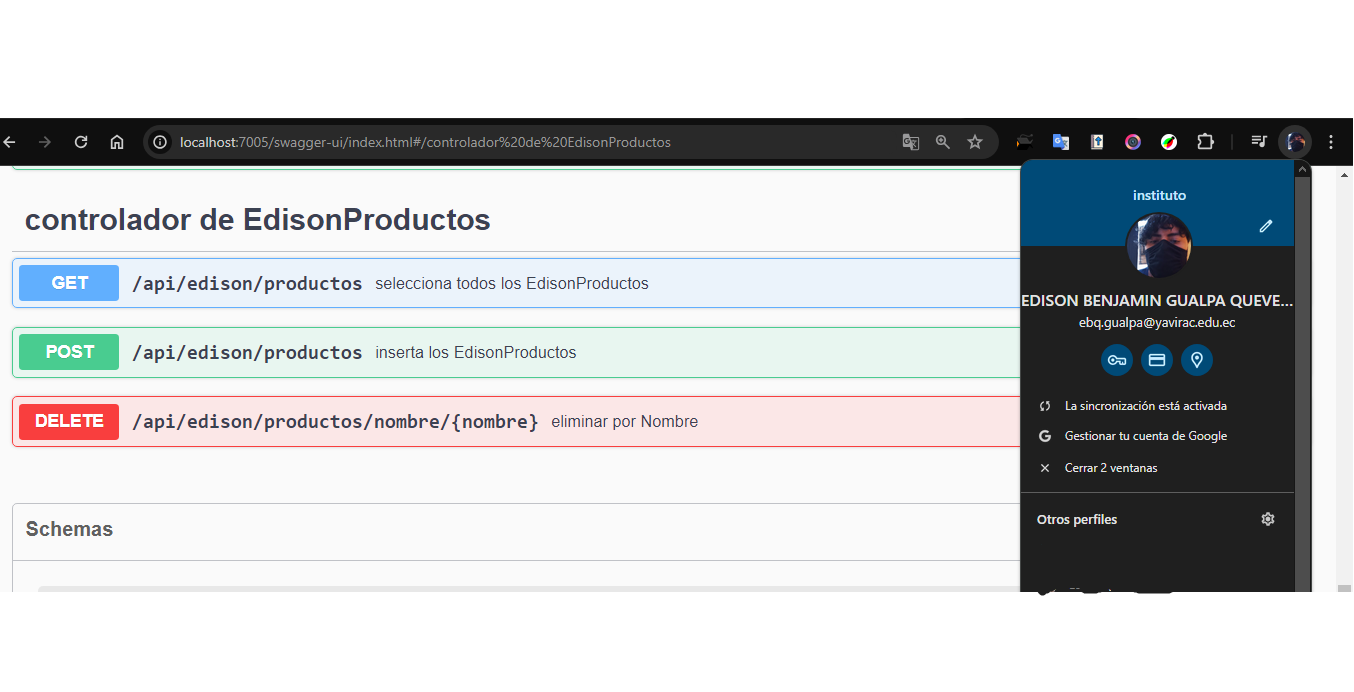 localhost:7005/swagger-ui/index.html#/controlador%20de%20EdisonProductos
controlador de EdisonProductos
GET /api/edison/productos selecciona todos los EdisonProductos
POST /api/edison/productos inserta los EdisonProductos
DELETE /api/edison/productos/nombre/{nombre} eliminar por Nombre
Schemas
instituto
EDISON BENJAMIN GUALPA QUEVE...
ebq.gualpa@yavirac.edu.ec
La sincronización está activada
Gestionar tu cuenta de Google
Cerrar 2 ventanas
Otros perfiles